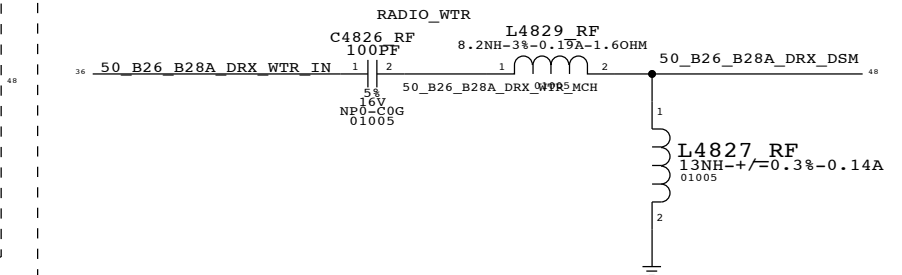 RADIO_WTR
C4826_RF
100PF
L4829_RF
8.2NH-3%-0.19A-1.6OHM
36
50_B26_B28A_DRX_WTR_IN
1
2
1
2
50_B26_B28A_DRX_DSM
48
48
50_B26_B28A_DRX_WTR_MCH
01005
5%
16V
NP0-C0G
01005
1
L4827_RF
13NH-+/-0.3%-0.14A
01005
2